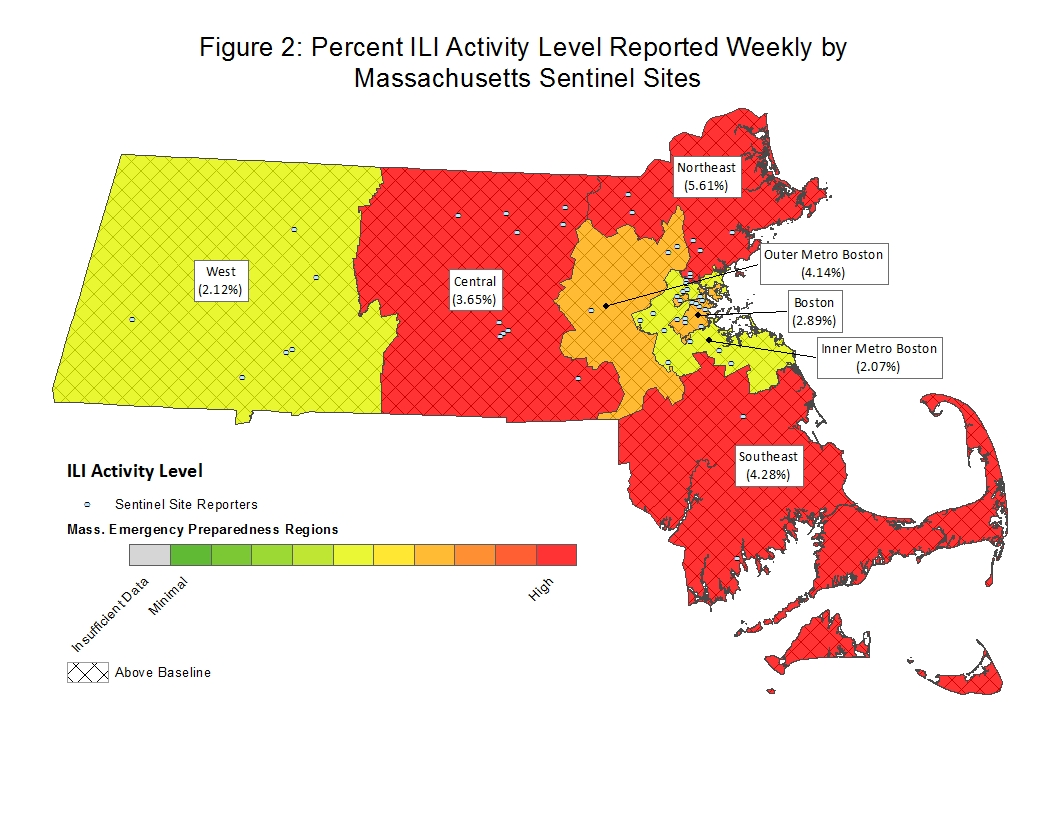 Figure 2: Percent ILI Activity Level Reported Weekly by
Massachusetts Sentinel Sites
Northeast
(5.61%)
Outer Metro Boston
(4.14%)
West
(2.12%)
Central
(3.65%)
Boston
(2.89%)
Inner Metro Boston
(2.07%)
Southeast
(4.28%)
ILI Activity Level
Sentinel Site Reporters
Mass. Emergency Preparedness Regions
Insufficient Data
Minimal
High
Above Baseline